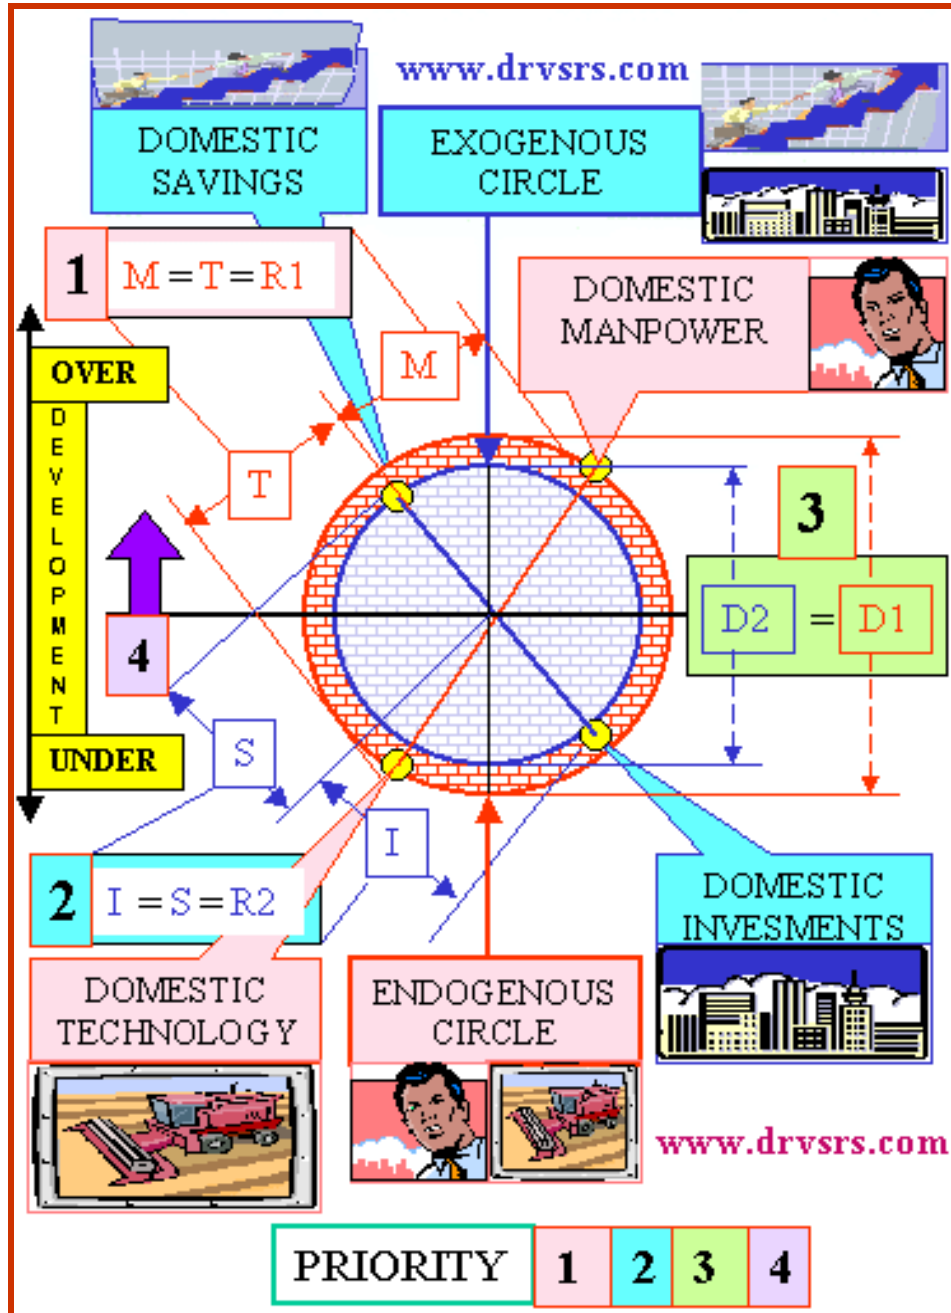 www.drvsrs.com
DOMESTIC
SAVINGS
EXOGENOUS
CIRCLE
1 M = T = R1
DOMESTIC
MANPOWER
M
OVER
DEVELOPMENT
UNDER
T
3
D2 = D1
4
S
I
2 I = S = R2
DOMESTIC
INVESMENTS
DOMESTIC
TECHNOLOGY
ENDOGENOUS
CIRCLE
www.drvsrs.com
PRIORITY 1 2 3 4